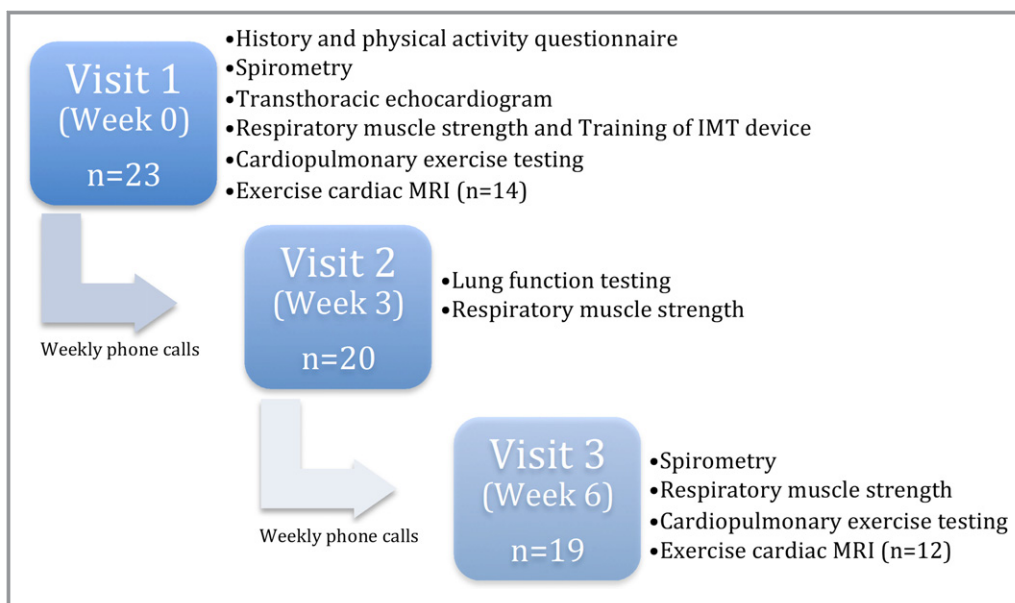 Visit 1
(Week 0)
n=23
•History and physical activity questionnaire
•Spirometry
•Transthoracic echocardiogram
•Respiratory muscle strength and Training of IMT device
•Cardiopulmonary exercise testing
•Exercise cardiac MRI (n=14)
Weekly phone calls
Visit 2
(Week 3)
n=20
•Lung function testing
•Respiratory muscle strength
Weekly phone calls
Visit 3
(Week 6)
n=19
•Spirometry
•Respiratory muscle strength
•Cardiopulmonary exercise testing
•Exercise cardiac MRI (n=12)